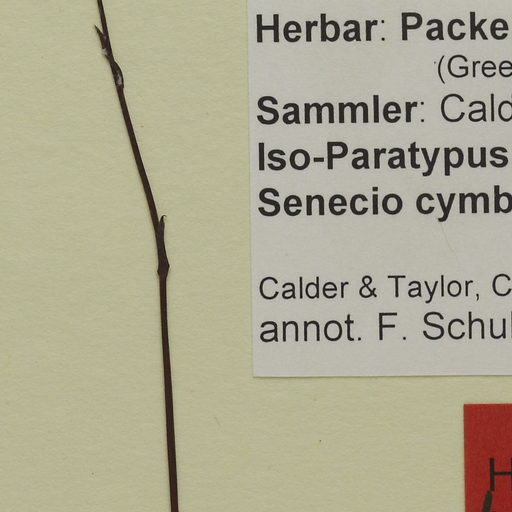 Herbar: Packe
(Gree
Sammler: Cald
Iso-Paratypus
Senecio cymb
Calder & Taylor, C
annot. F. Schul
H